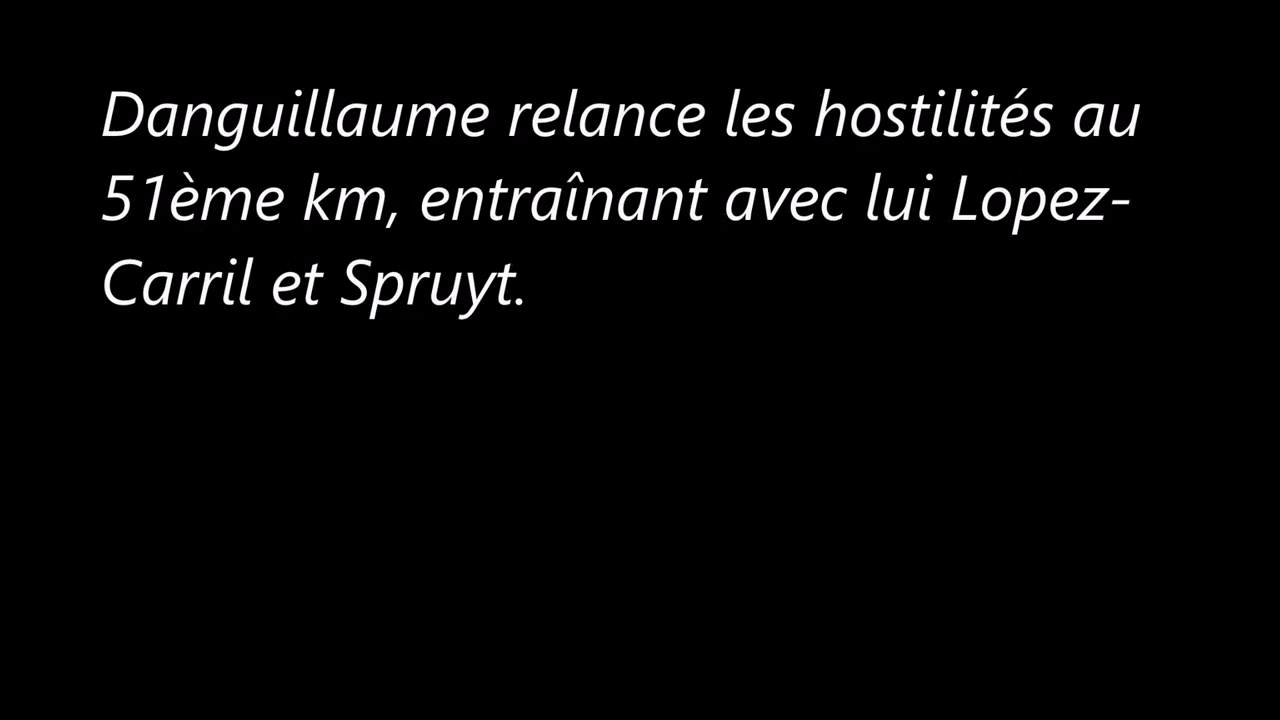 Danguillaume relance les hostilités au
51ème km, entraînant avec lui Lopez-
Carril et Spruyt.